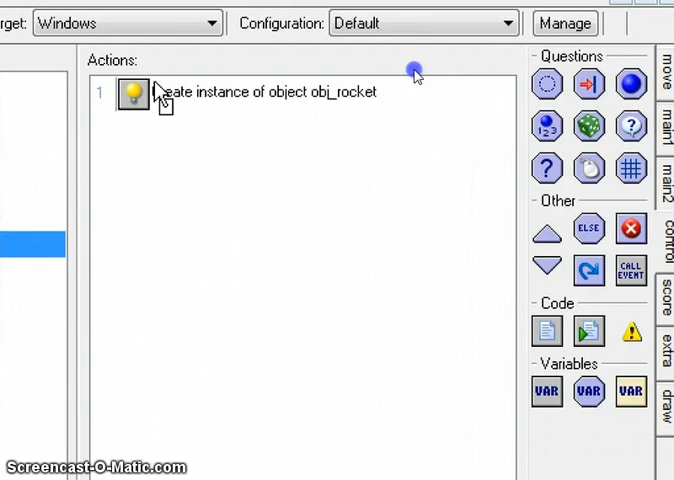 rget:
Windows
Configuration:
Default
Manage
Actions:
1
eate instance of object obj_rocket
Questions
123
?
?
Other
ELSE
CALL
EVENT
Code
Variables
VAR
VAR
VAR
move
main1
main2
control
score
extra
draw
Screencast-O-Matic.com